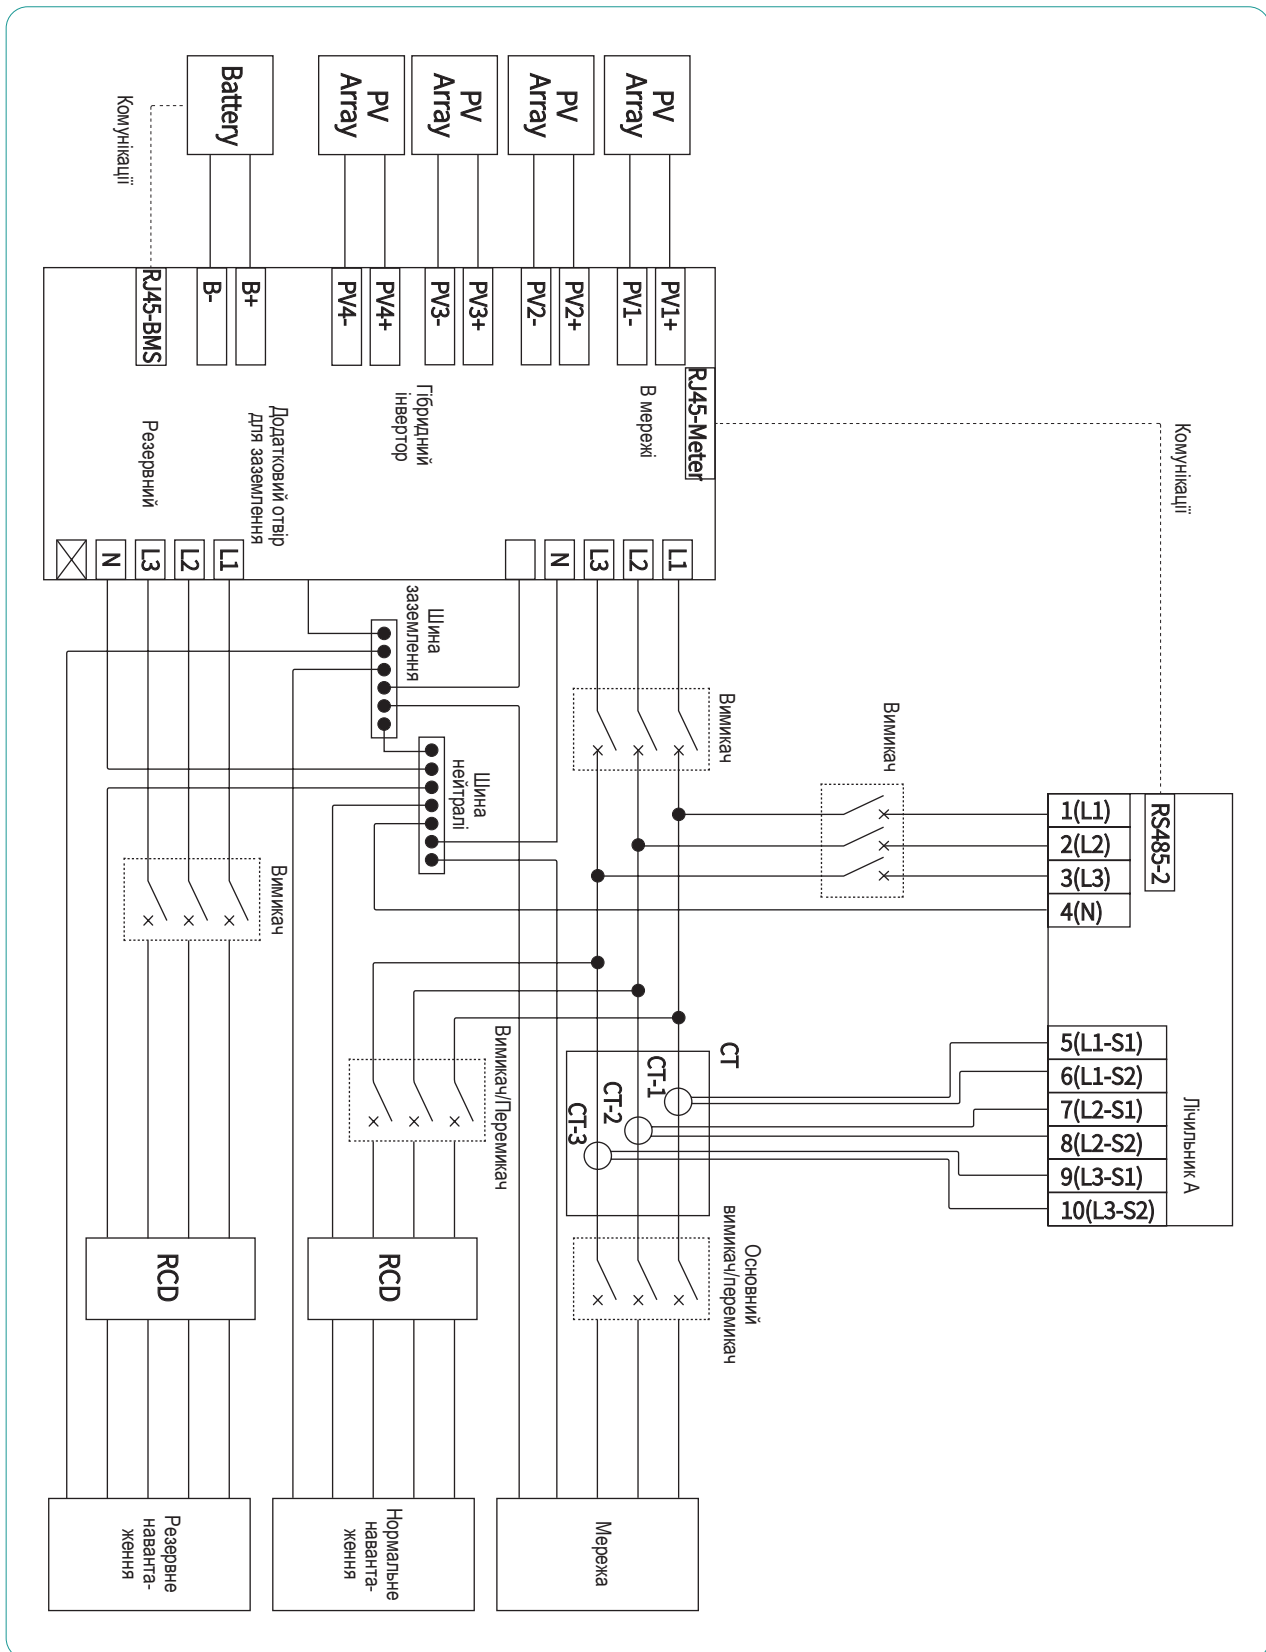 Battery
PV
Array
PV
Array
PV
Array
PV
Array
Комунікації
RJ45-BMS
B-
B+
PV4-
PV4+
PV3-
PV3+
PV2-
PV2+
PV1-
PV1+
RJ45-Meter
Комунікації
Резервний
Додатковий отвір
для заземлення
Гібридний
інвертор
В мережі
N
L3
L2
L1
N
L3
L2
L1
Шина
заземлення
Шина
нейтралі
Вимикач
Вимикач
Вимикач
RS485-2
1(L1)
2(L2)
3(L3)
4(N)
5(L1-S1)
6(L1-S2)
7(L2-S1)
8(L2-S2)
9(L3-S1)
10(L3-S2)
Лічильник А
Вимикач/Перемикач
CT
CT-1
CT-2
CT-3
Основний
вимикач/перемикач
RCD
RCD
Резервне
наванта-
ження
Нормальне
наванта-
ження
Мережа